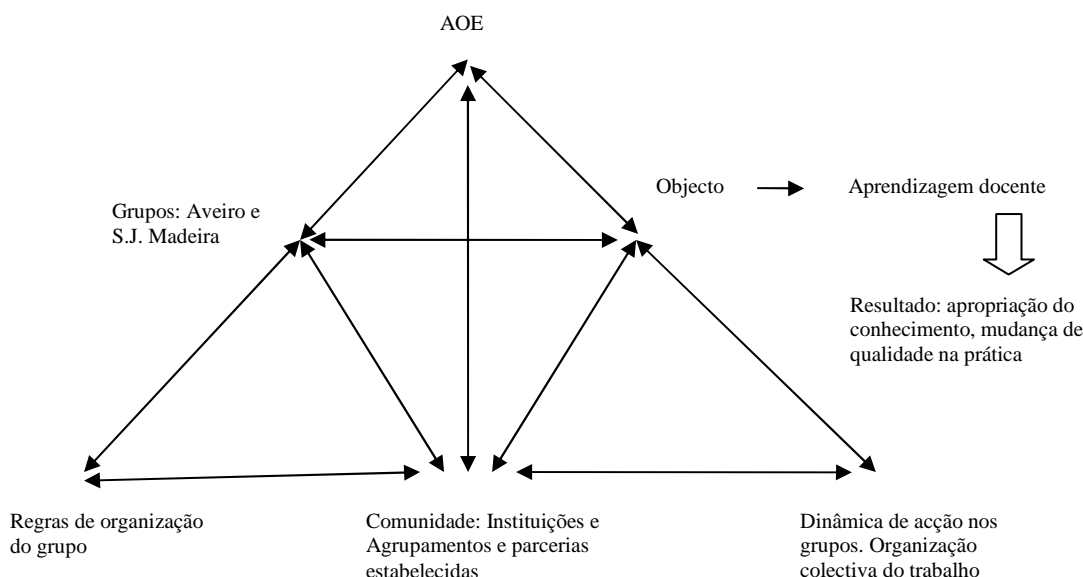 AOE
Objecto
Aprendizagem docente
Grupos: Aveiro e
S.J. Madeira
Resultado: apropriação do
conhecimento, mudança de
qualidade na prática
Regras de organização
do grupo
Comunidade: Instituições e
Agrupamentos e parcerias
estabelecidas
Dinâmica de acção nos
grupos. Organização
colectiva do trabalho